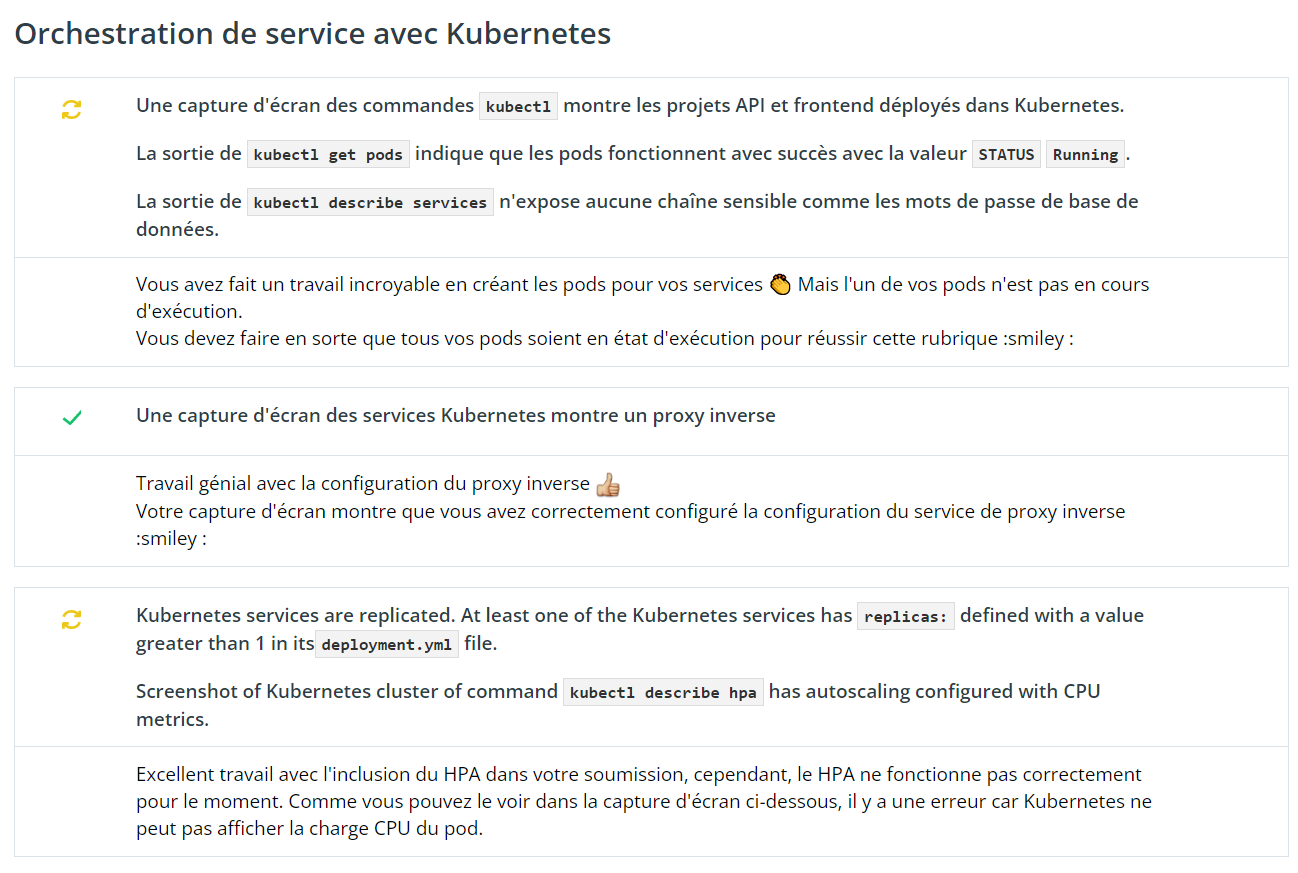 Orchestration de service avec Kubernetes
Une capture d'écran des commandes kubectl montre les projets API et frontend déployés dans Kubernetes.
La sortie de kubectl get pods indique que les pods fonctionnent avec succès avec la valeur STATUS Running.
La sortie de kubectl describe services n'expose aucune chaîne sensible comme les mots de passe de base de
données.
Vous avez fait un travail incroyable en créant les pods pour vos services 👏 Mais l'un de vos pods n'est pas en cours
d'exécution.
Vous devez faire en sorte que tous vos pods soient en état d'exécution pour réussir cette rubrique :smiley :
Une capture d'écran des services Kubernetes montre un proxy inverse
Travail génial avec la configuration du proxy inverse 👍
Votre capture d'écran montre que vous avez correctement configuré la configuration du service de proxy inverse
:smiley :
Kubernetes services are replicated. At least one of the Kubernetes services has replicas: defined with a value
greater than 1 in its deployment.yml file.
Screenshot of Kubernetes cluster of command kubectl describe hpa has autoscaling configured with CPU
metrics.
Excellent travail avec l'inclusion du HPA dans votre soumission, cependant, le HPA ne fonctionne pas correctement
pour le moment. Comme vous pouvez le voir dans la capture d'écran ci-dessous, il y a une erreur car Kubernetes ne
peut pas afficher la charge CPU du pod.